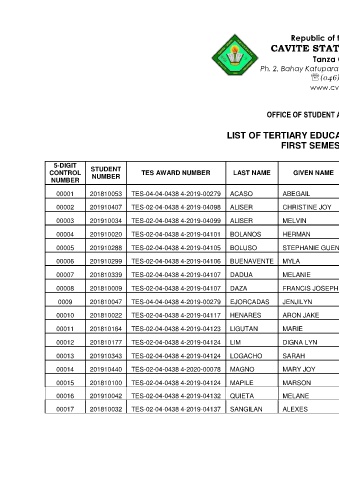 Republic of
CAVITE STAT
Tanza
Ph. 2, Bahay Katupara
☏(046)
www.cv
OFFICE OF STUDENT A
LIST OF TERTIARY EDUCA
FIRST SEMES
5-DIGIT CONTROL NUMBER STUDENT NUMBER TES AWARD NUMBER LAST NAME GIVEN NAME
00001 201810053 TES-04-04-0438 4-2019-00279 ACASO ABEGAIL
00002 201910407 TES-02-04-0438 4-2019-04098 ALISER CHRISTINE JOY
00003 201910034 TES-02-04-0438 4-2019-04099 ALISER MELVIN
00004 201910020 TES-02-04-0438 4-2019-04101 BOLANOS HERMAN
00005 201910288 TES-02-04-0438 4-2019-04105 BOLUSO STEPHANIE GUEN
00006 201910299 TES-02-04-0438 4-2019-04106 BUENAVENTE MYLA
00007 201810339 TES-02-04-0438 4-2019-04107 DADUA MELANIE
00008 201810009 TES-02-04-0438 4-2019-04107 DAZA FRANCIS JOSEPH
0009 201810047 TES-04-04-0438 4-2019-00279 EJORCADAS JENJILYN
00010 201810022 TES-02-04-0438 4-2019-04117 HENARES ARON JAKE
00011 201810164 TES-02-04-0438 4-2019-04123 LIGUTAN MARIE
00012 201810177 TES-02-04-0438 4-2019-04124 LIM DIGNA LYN
00013 201910343 TES-02-04-0438 4-2019-04124 LOGACHO SARAH
00014 201910440 TES-02-04-0438 4-2020-00078 MAGNO MARY JOY
00015 201810100 TES-02-04-0438 4-2019-04124 MAPILE MARSON
00016 201910042 TES-02-04-0438 4-2019-04132 QUIETA MELANE
00017 201810032 TES-02-04-0438 4-2019-04137 SANGILAN ALEXES